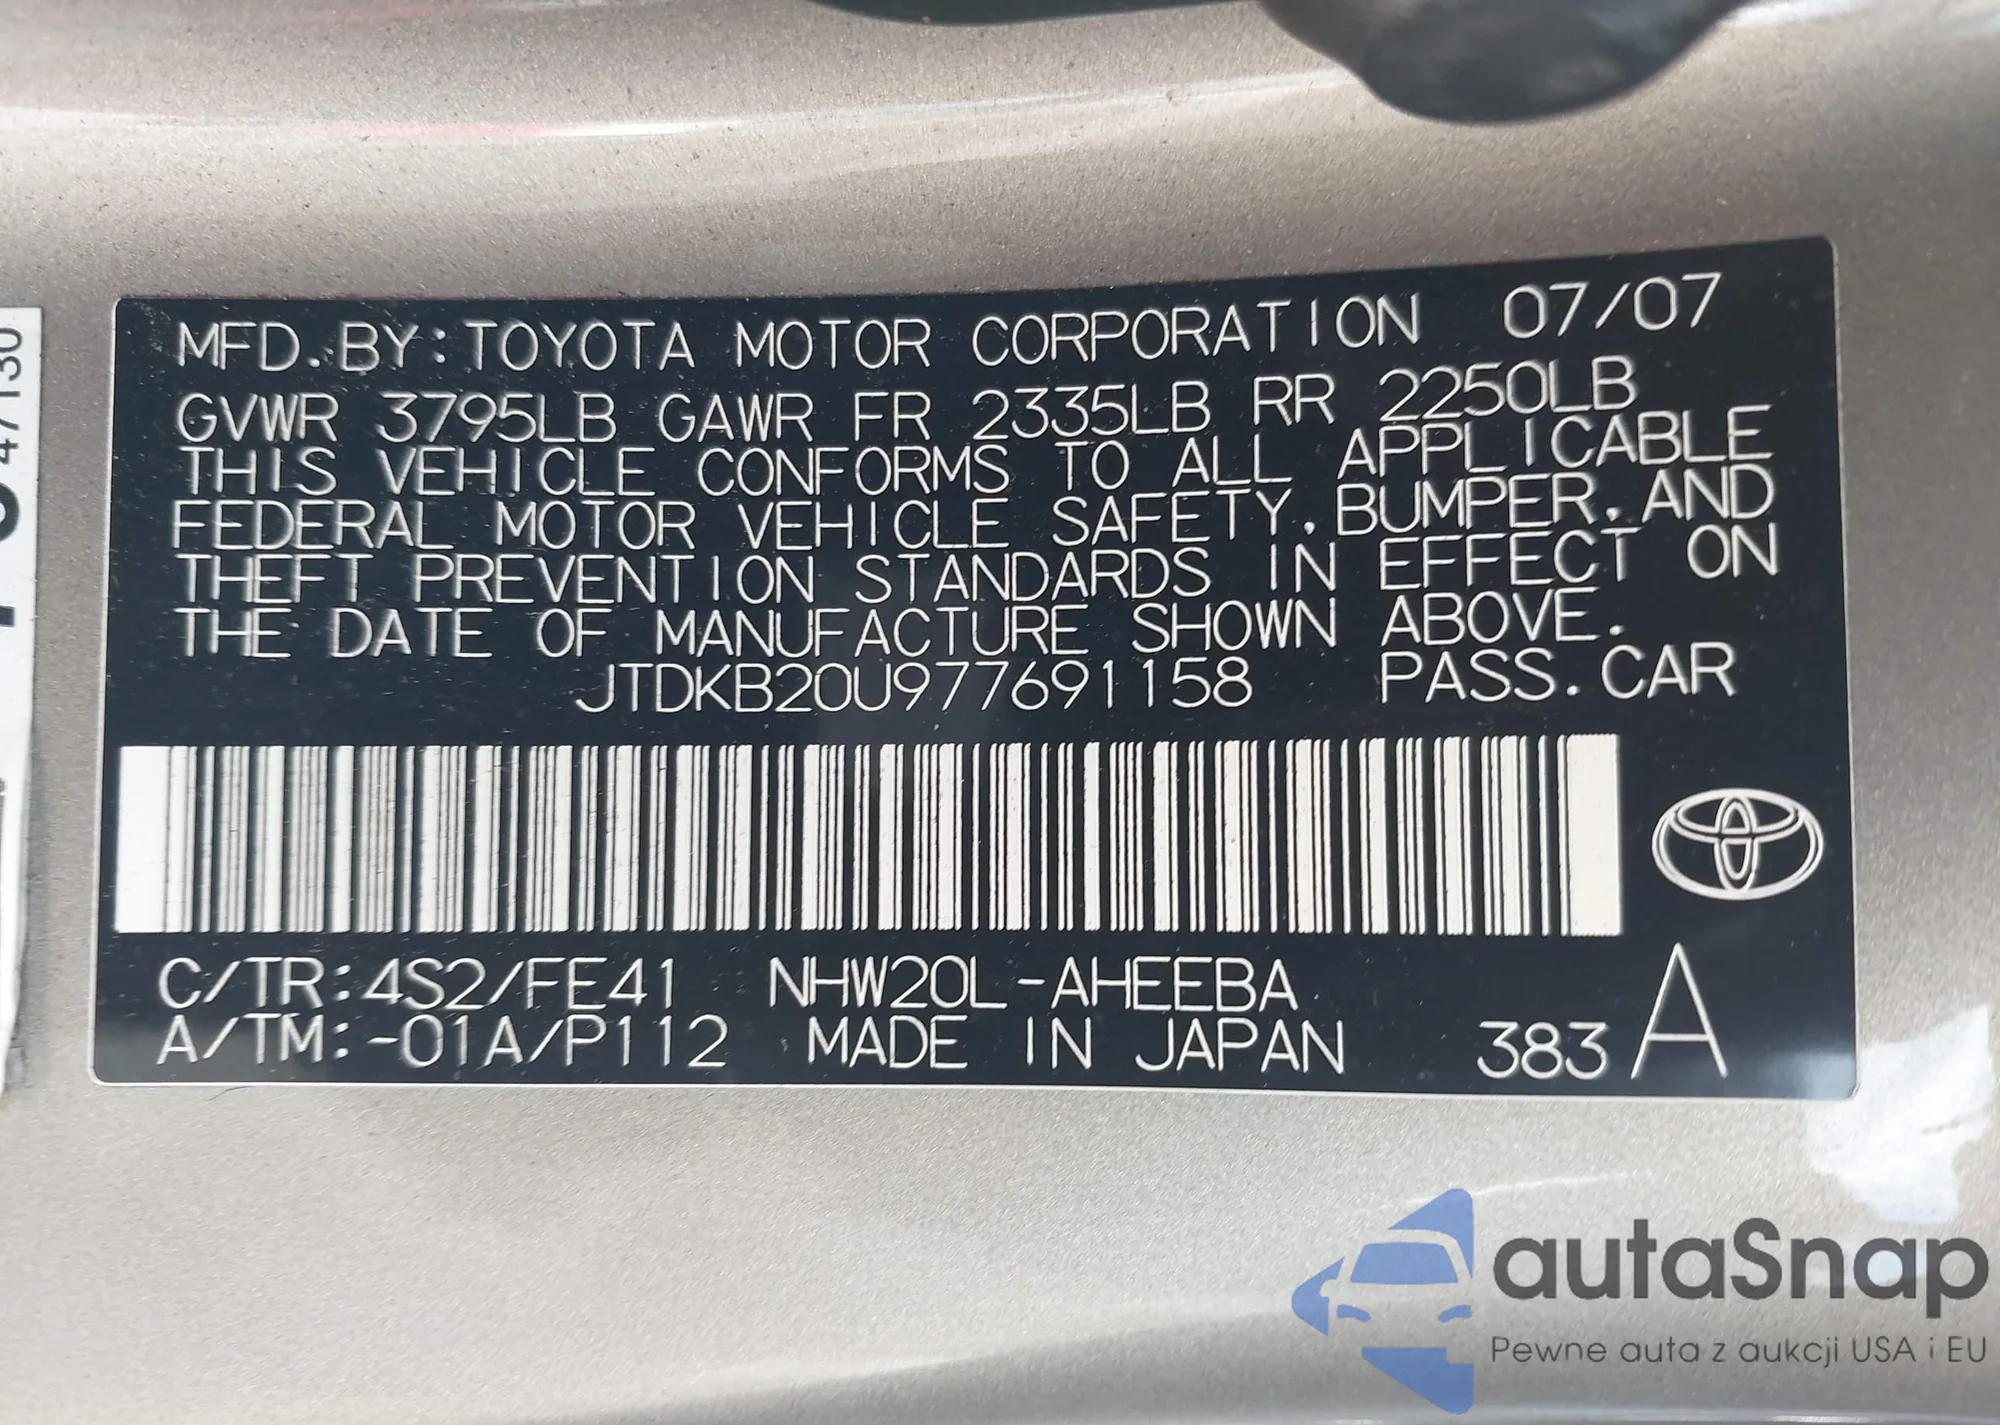 MFD. BY: TOYOTA MOTOR CORPORATION 07/07
GVWR 3795LB GAWR FR 2335LB RR 2250LB
THIS VEHICLE CONFORMS TO ALL APPLICABLE
FEDERAL MOTOR VEHICLE SAFETY, BUMPER, AND
THEFT PREVENTION STANDARDS IN EFFECT ON
THE DATE OF MANUFACTURE SHOWN ABOVE.
JTDKB20U977691158 PASS. CAR
C/TR: 4S2/FE41 NHW20L-AHEEBA
A/TM: -01A/P112 MADE IN JAPAN 383 A
47130
autaSnap
Pewne auta z aukcji USA i EU